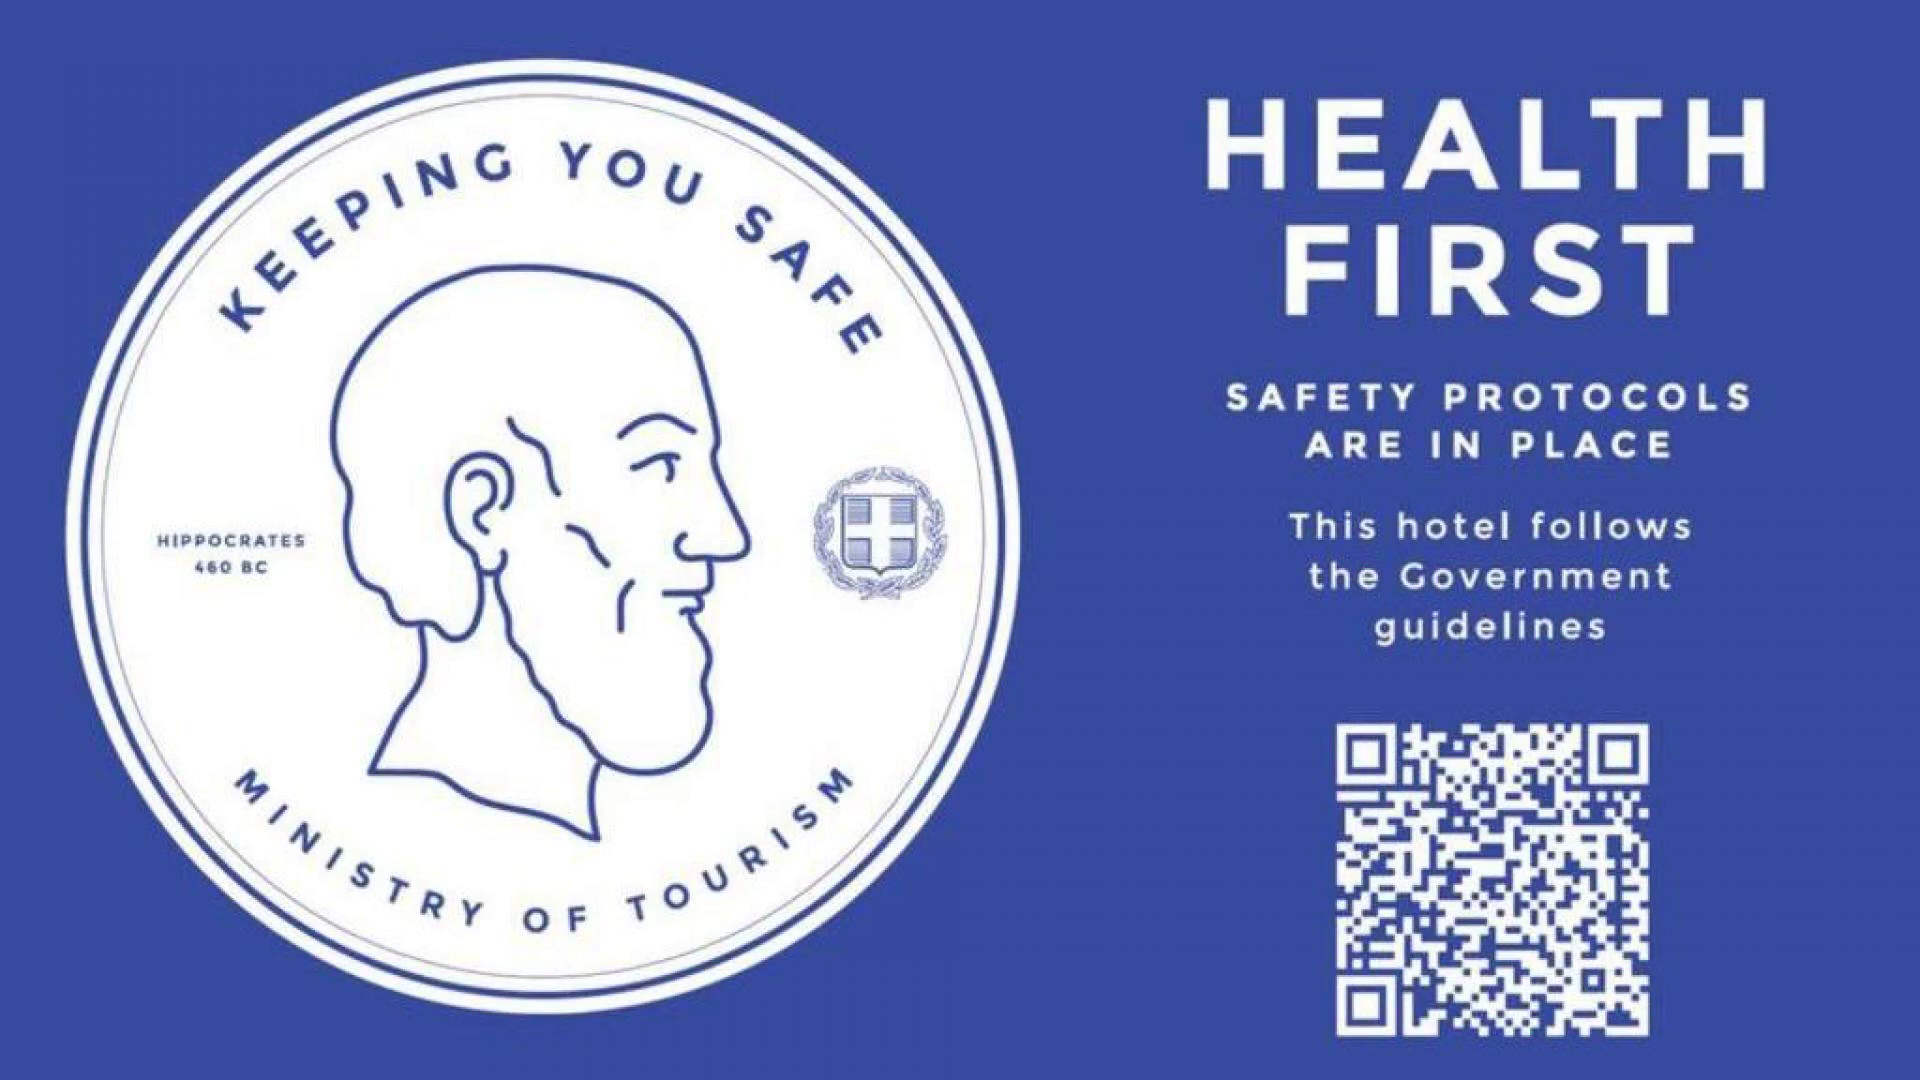 KEEPING YOU SAFE
HIPPOCRATES
460 BC
MINISTRY OF TOURISM
HEALTH
FIRST
SAFETY PROTOCOLS
ARE IN PLACE
This hotel follows
the Government
guidelines